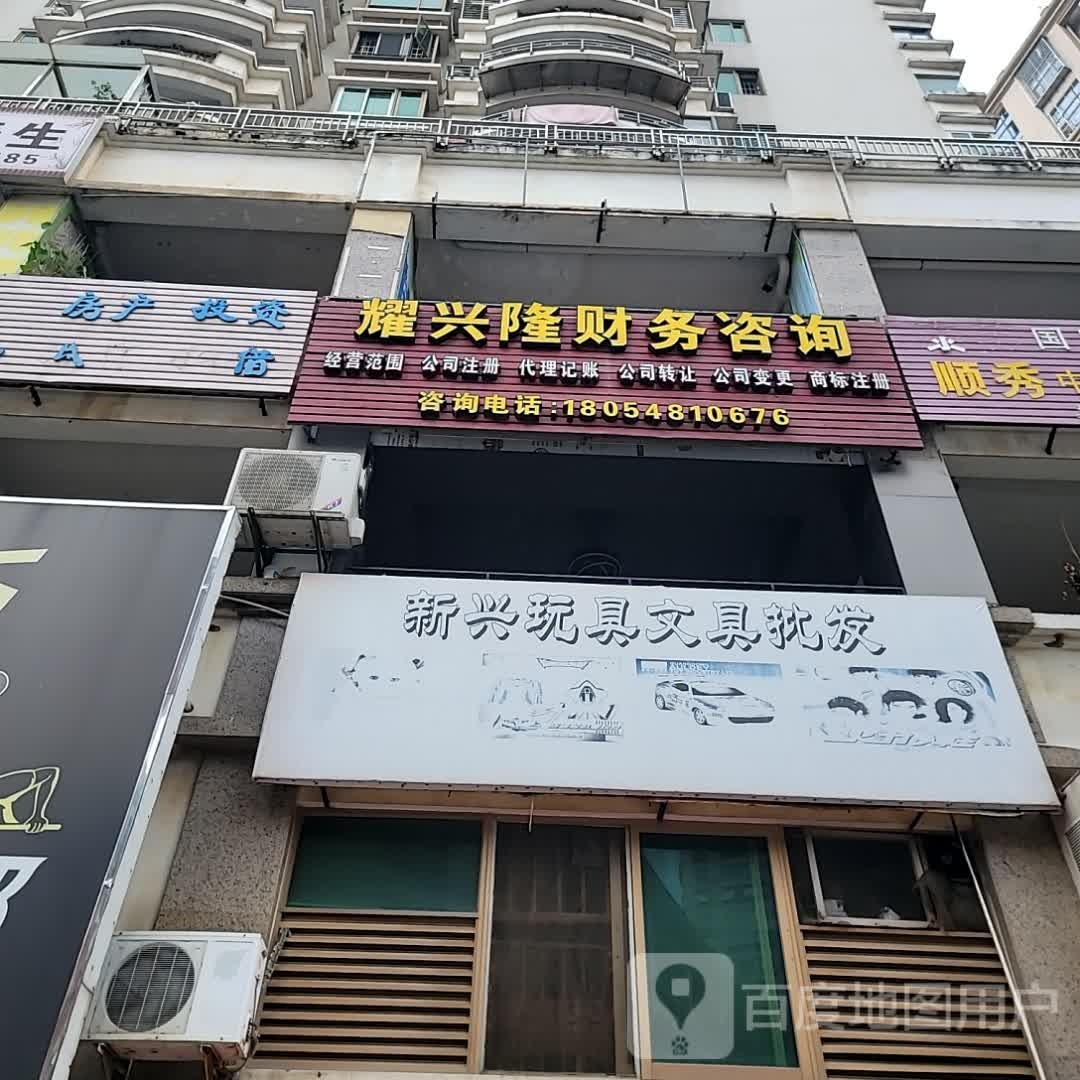 生
85
房产 投资
耀兴隆财务咨询
经营范围 公司注册 代理记账 公司转让 公司变更 商标注册
咨询电话:18054810676
国
顺秀中
新兴玩具文具批发
百度地图用户